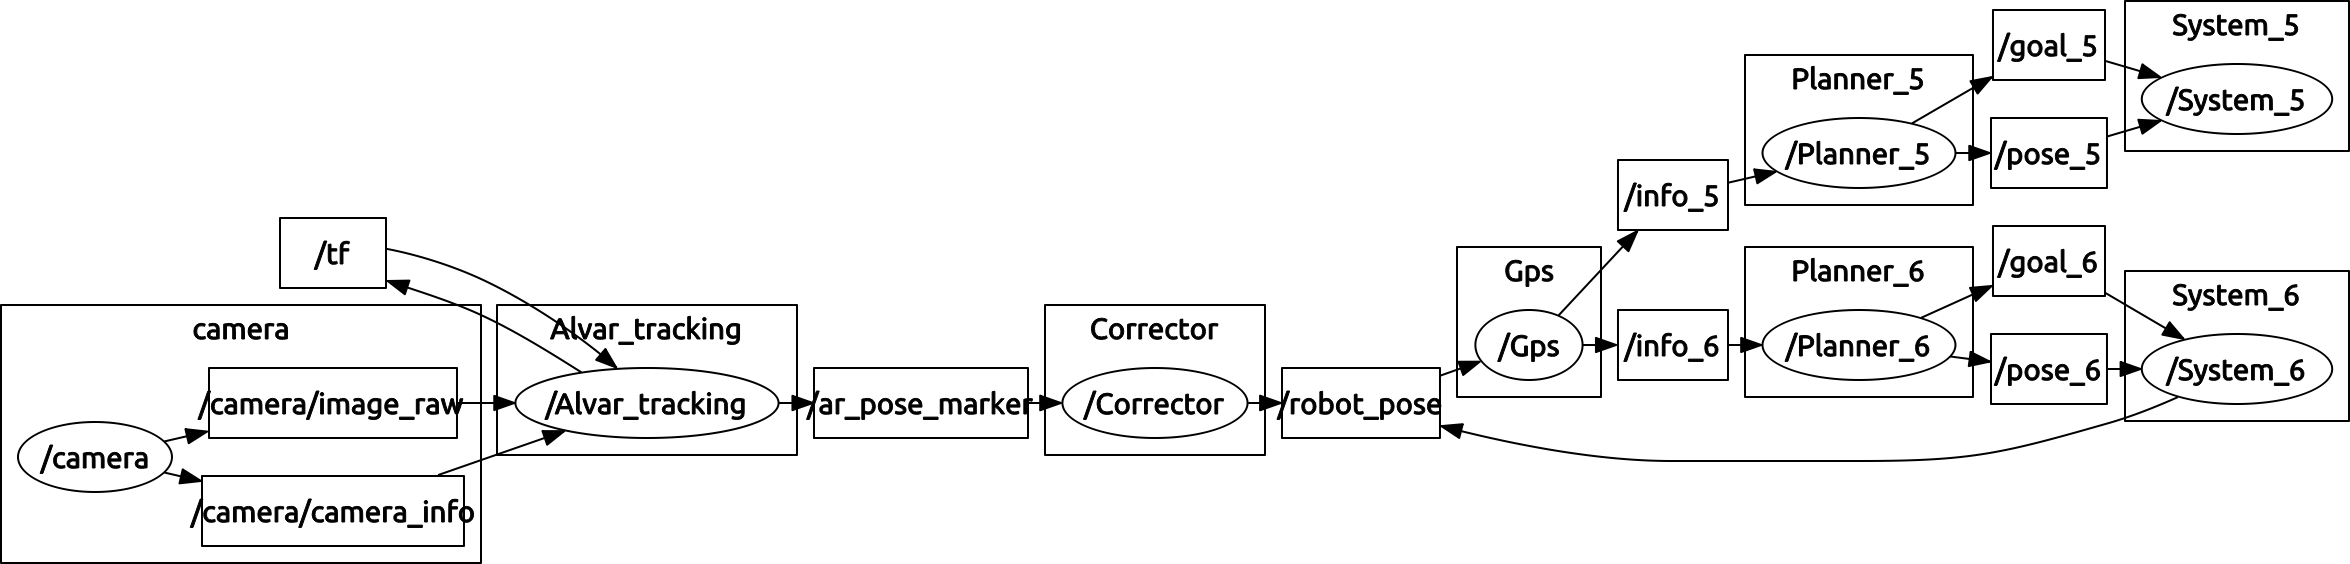 camera
/camera
/camera/image_raw
/camera/camera_info
/tf
Alvar_tracking
/Alvar_tracking
/ar_pose_marker
Corrector
/Corrector
/robot_pose
Gps
/Gps
/info_5
/info_6
Planner_5
/Planner_5
Planner_6
/Planner_6
/goal_5
/pose_5
/goal_6
/pose_6
System_5
/System_5
System_6
/System_6